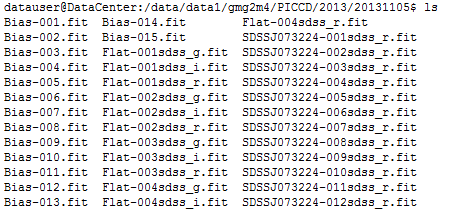 datauser@DataCenter:/data/data1/gmg2m4/PICCD/2013/20131105$ ls
Bias-001.fit  Bias-014.fit         Flat-004sdss_r.fit
Bias-002.fit  Bias-015.fit         SDSSJ073224-001sdss_r.fit
Bias-003.fit  Flat-001sdss_g.fit   SDSSJ073224-002sdss_r.fit
Bias-004.fit  Flat-001sdss_i.fit   SDSSJ073224-003sdss_r.fit
Bias-005.fit  Flat-001sdss_r.fit   SDSSJ073224-004sdss_r.fit
Bias-006.fit  Flat-002sdss_g.fit   SDSSJ073224-005sdss_r.fit
Bias-007.fit  Flat-002sdss_i.fit   SDSSJ073224-006sdss_r.fit
Bias-008.fit  Flat-002sdss_r.fit   SDSSJ073224-007sdss_r.fit
Bias-009.fit  Flat-003sdss_g.fit   SDSSJ073224-008sdss_r.fit
Bias-010.fit  Flat-003sdss_i.fit   SDSSJ073224-009sdss_r.fit
Bias-011.fit  Flat-003sdss_r.fit   SDSSJ073224-010sdss_r.fit
Bias-012.fit  Flat-004sdss_g.fit   SDSSJ073224-011sdss_r.fit
Bias-013.fit  Flat-004sdss_i.fit   SDSSJ073224-012sdss_r.fit